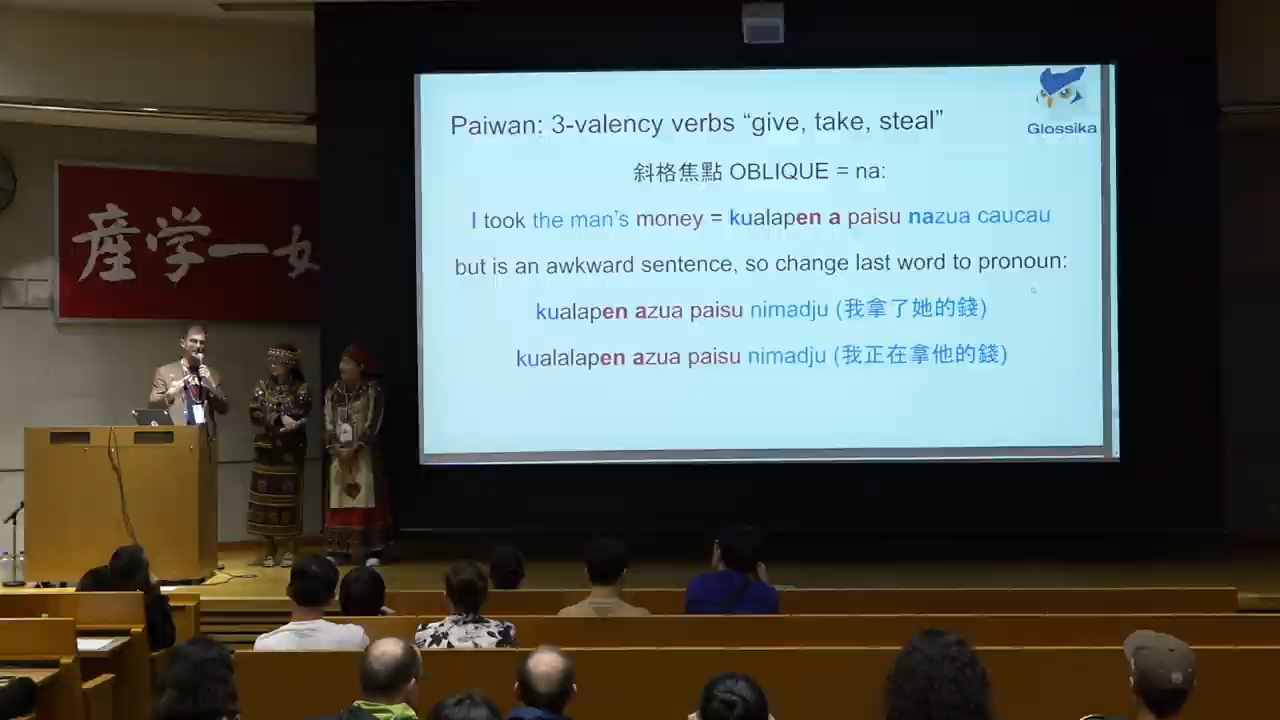 Glossika
Paiwan: 3-valency verbs “give, take, steal”
斜格焦點 OBLIQUE = na:
I took the man’s money = kualapen a paisu nazua caucau
but is an awkward sentence, so change last word to pronoun:
kualapen azua paisu nimadju (我拿了她的錢)
kualalapen azua paisu nimadju (我正在拿他的錢)
産学一如